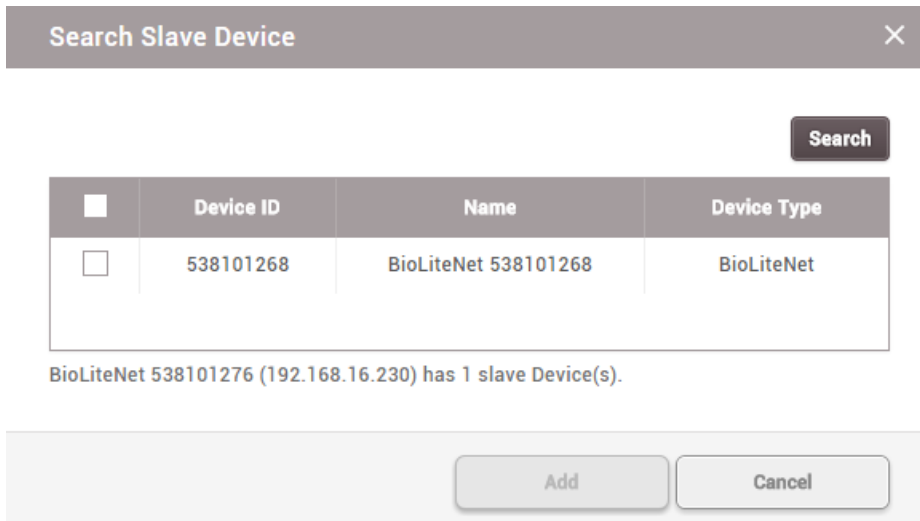 Search Slave Device
Search
Device ID Name Device Type
538101268 BioLiteNet 538101268 BioLiteNet
BioLiteNet 538101276 (192.168.16.230) has 1 slave Device(s).
Add Cancel